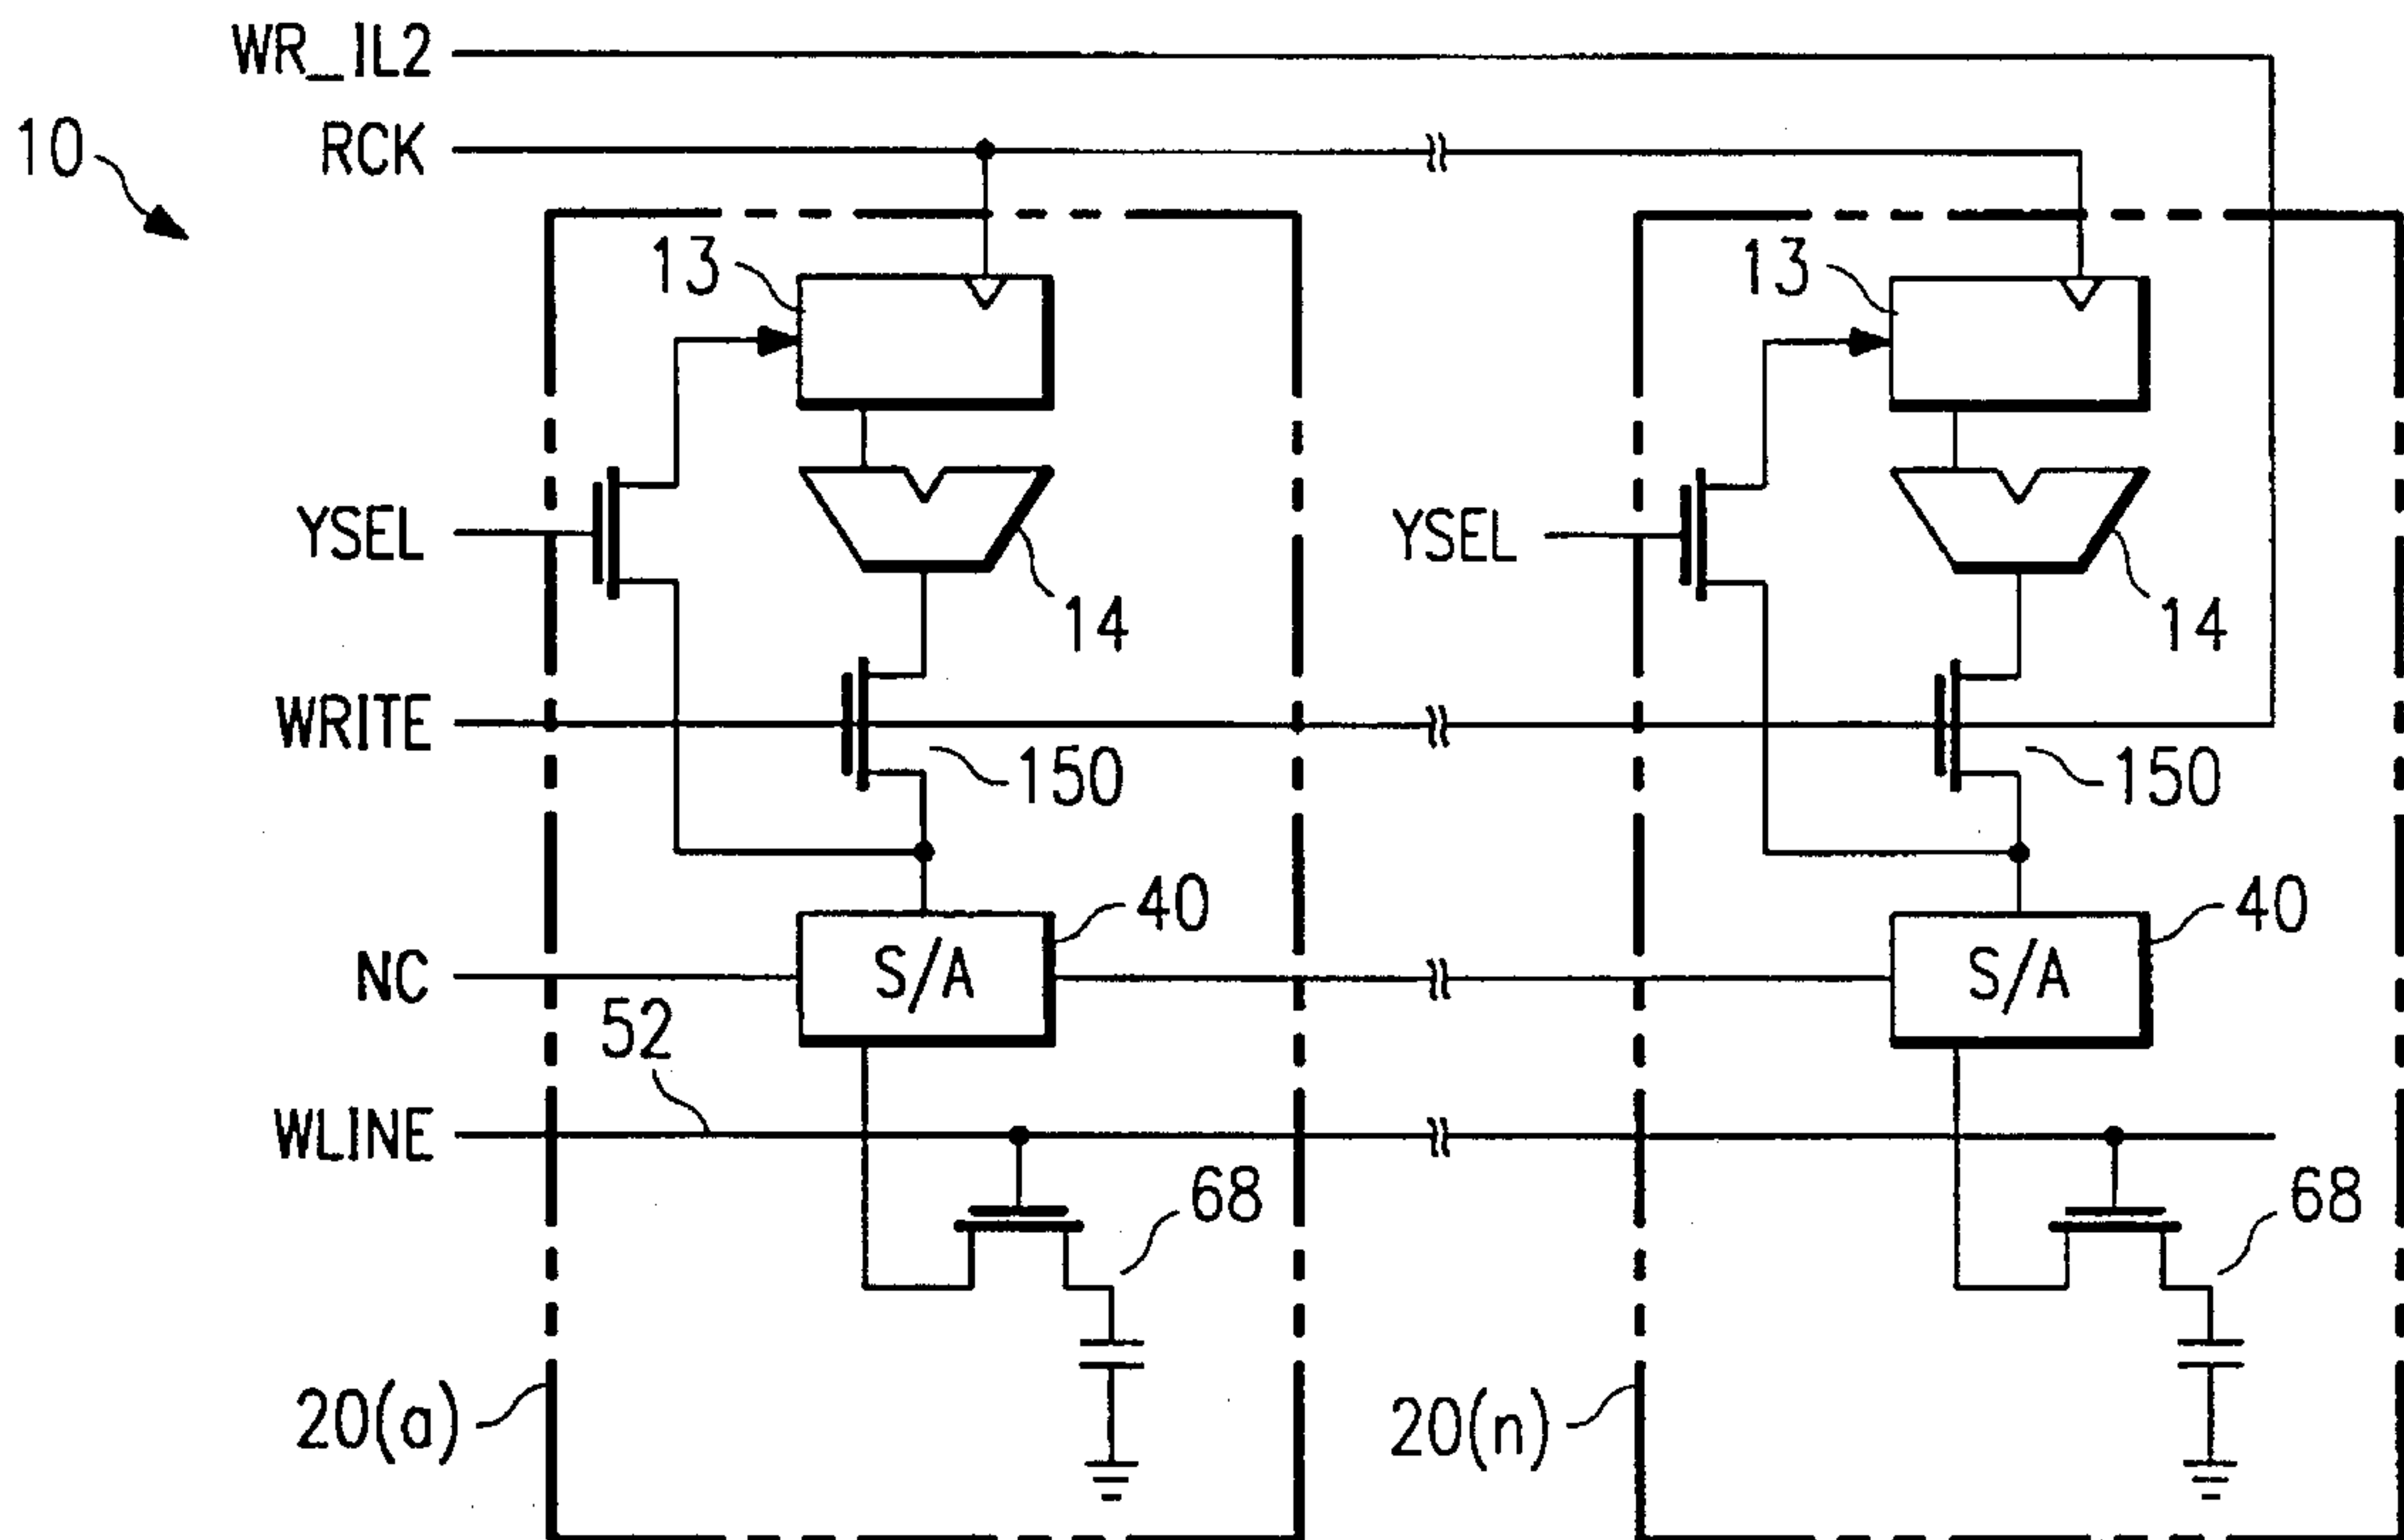 WR_IL2
10
RCK
13
13
YSEL
YSEL
14
14
WRITE
150
150
40
40
NC
S/A
S/A
52
WLINE
68
68
20(a)
20(n)